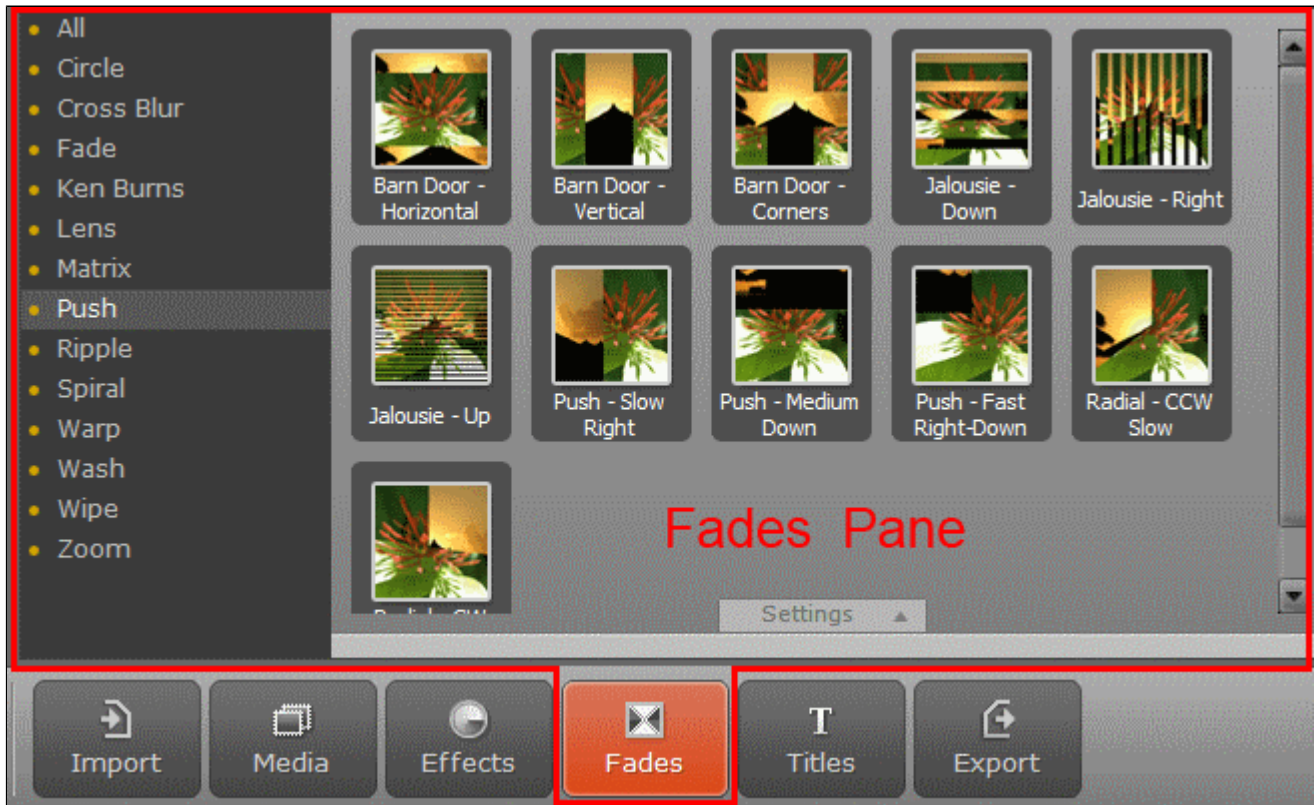 All
Circle
Cross Blur
Fade
Ken Burns
Lens
Matrix
Push
Ripple
Spiral
Warp
Wash
Wipe
Zoom
Barn Door -
Horizontal
Barn Door -
Vertical
Barn Door -
Corners
Jalousie -
Down
Jalousie - Right
Jalousie - Up
Push - Slow
Right
Push - Medium
Down
Push - Fast
Right-Down
Radial - CCW
Slow
Fades Pane
Settings
Import
Media
Effects
Fades
Titles
Export